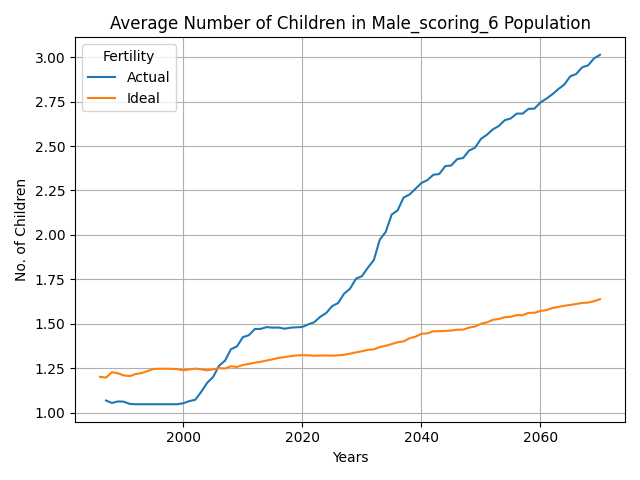 Average Number of Children in Male_scoring_6 Population
Fertility
Actual
Ideal
No. of Children
3.00
2.75
2.50
2.25
2.00
1.75
1.50
1.25
1.00
2000
2020
2040
2060
Years